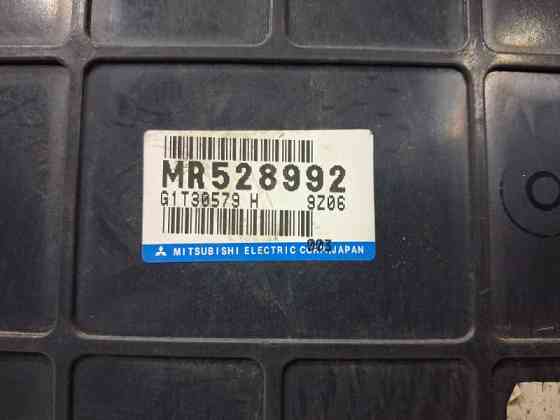 MR528992
G1T30579 H 9Z06
003
MITSUBISHI ELECTRIC CORP.JAPAN